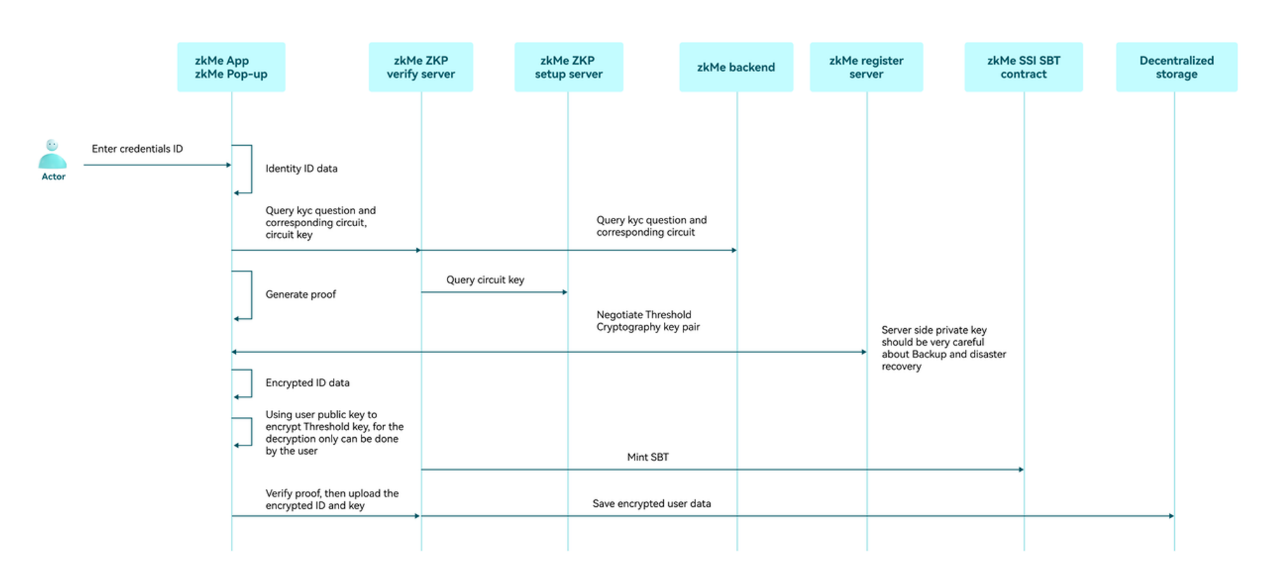 zkMe App
zkMe Pop-up
zkMe ZKP
verify server
zkMe ZKP
setup server
zkMe backend
zkMe register
server
zkMe SSI SBT
contract
Decentralized
storage
Enter credentials ID
Actor
Identity ID data
Query kyc question and
corresponding circuit,
circuit key
Query kyc question and
corresponding circuit
Query circuit key
Generate proof
Negotiate Threshold
Cryptography key pair
Server side private key
should be very careful
about Backup and disaster
recovery
Encrypted ID data
Using user public key to
encrypt Threshold key, for the
decryption only can be done
by the user
Mint SBT
Verify proof, then upload the
encrypted ID and key
Save encrypted user data